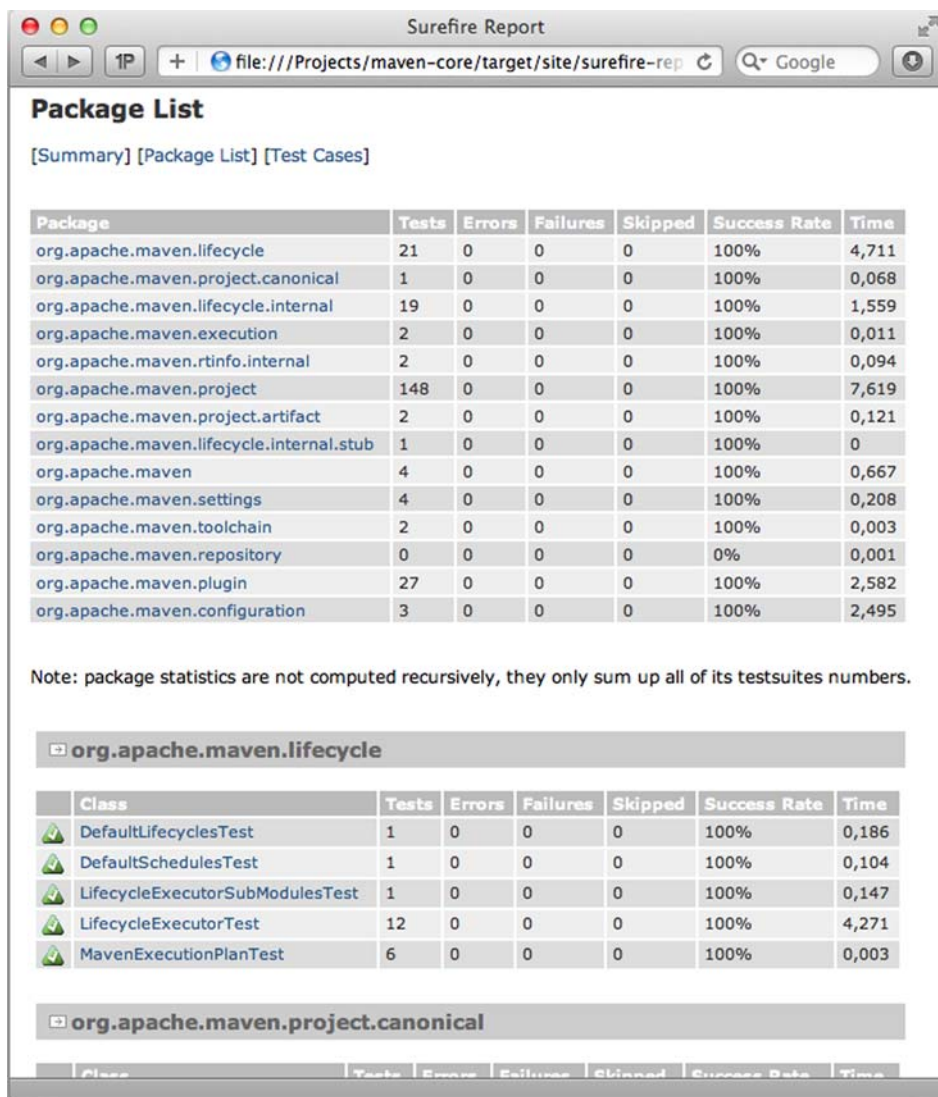 Surefire Report
1P + file:///Projects/maven-core/target/site/surefire-rep Google
Package List
[Summary] [Package List] [Test Cases]
Package Tests Errors Failures Skipped Success Rate Time
org.apache.maven.lifecycle 21 0 0 0 100% 4,711
org.apache.maven.project.canonical 1 0 0 0 100% 0,068
org.apache.maven.lifecycle.internal 19 0 0 0 100% 1,559
org.apache.maven.execution 2 0 0 0 100% 0,011
org.apache.maven.rtinfo.internal 2 0 0 0 100% 0,094
org.apache.maven.project 148 0 0 0 100% 7,619
org.apache.maven.project.artifact 2 0 0 0 100% 0,121
org.apache.maven.lifecycle.internal.stub 1 0 0 0 100% 0
org.apache.maven 4 0 0 0 100% 0,667
org.apache.maven.settings 4 0 0 0 100% 0,208
org.apache.maven.toolchain 2 0 0 0 100% 0,003
org.apache.maven.repository 0 0 0 0 0% 0,001
org.apache.maven.plugin 27 0 0 0 100% 2,582
org.apache.maven.configuration 3 0 0 0 100% 2,495
Note: package statistics are not computed recursively, they only sum up all of its testsuites numbers.
org.apache.maven.lifecycle
Class Tests Errors Failures Skipped Success Rate Time
DefaultLifecyclesTest 1 0 0 0 100% 0,186
DefaultSchedulesTest 1 0 0 0 100% 0,104
LifecycleExecutorSubModulesTest 1 0 0 0 100% 0,147
LifecycleExecutorTest 12 0 0 0 100% 4,271
MavenExecutionPlanTest 6 0 0 0 100% 0,003
org.apache.maven.project.canonical
Class Tests Errors Failures Skipped Success Rate Time